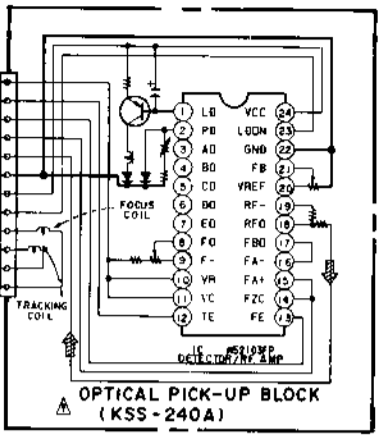 1 LD VCC 24
2 PD LDON 23
3 AD GND 22
4 BD FB 21
5 CD VREF 20
6 DD RF- 19
7 ED RFO 18
8 FD FBD 17
9 F- FA- 16
10 VR FA+ 15
11 VC FZC 14
12 TE FE 13
FOCUS
COIL
TRACKING
COIL
IC M52103FP
DETECTOR/RF AMP
OPTICAL PICK-UP BLOCK
(KSS-240A)